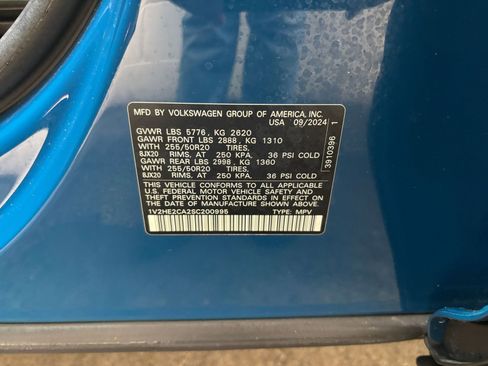 MFD BY VOLKSWAGEN GROUP OF AMERICA, INC.
USA 09/2024
GVWR LBS 5776, KG 2620
GAWR FRONT LBS 2888, KG 1310
WITH 255/50R20 TIRES,
8JX20 RIMS, AT 250 KPA, 36 PSI COLD
GAWR REAR LBS 2998, KG 1360
WITH 255/50R20 TIRES,
8JX20 RIMS, AT 250 KPA, 36 PSI COLD
THIS VEHICLE CONFORMS TO ALL APPLICABLE
U.S. FEDERAL MOTOR VEHICLE SAFETY AND
THEFT PREVENTION STANDARDS IN EFFECT ON
THE DATE OF MANUFACTURE SHOWN ABOVE
1V2HE2CA2SC200995 TYPE: MPV
3910396 1